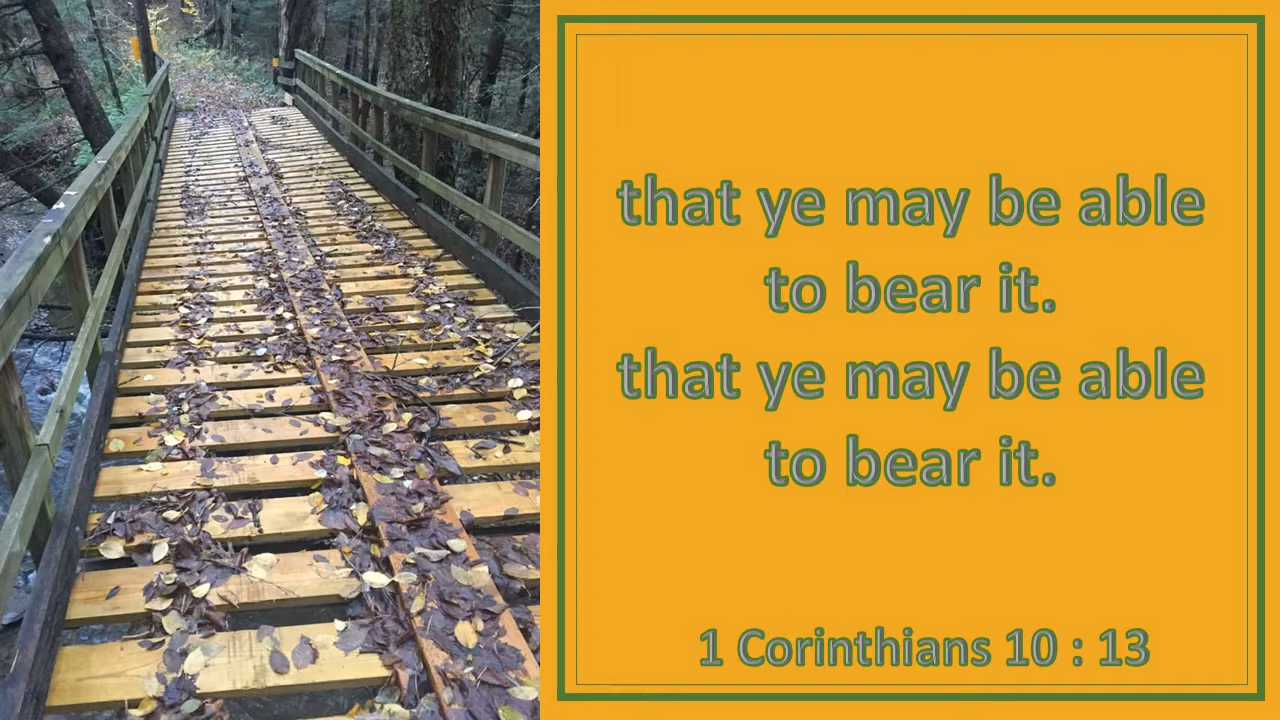 that ye may be able
to bear it.
that ye may be able
to bear it.
1 Corinthians 10 : 13